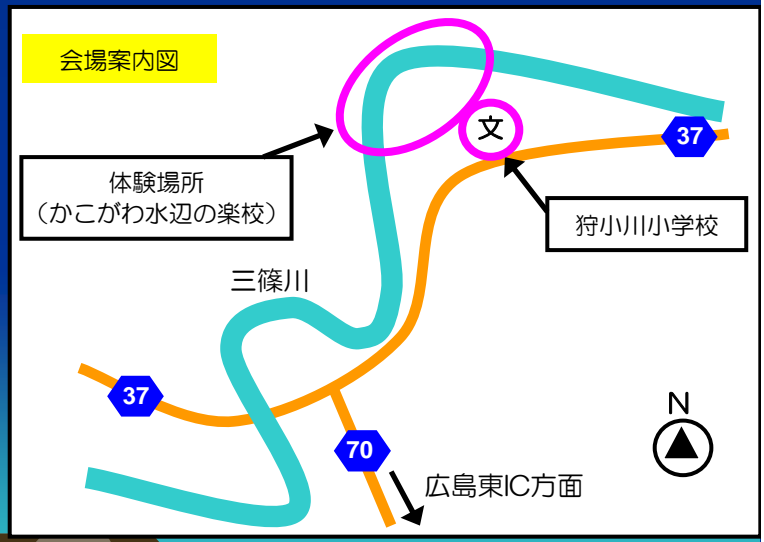 会場案内図
文
37
体験場所
（かこがわ水辺の楽校）
狩小川小学校
三篠川
37
N
70
広島東IC方面